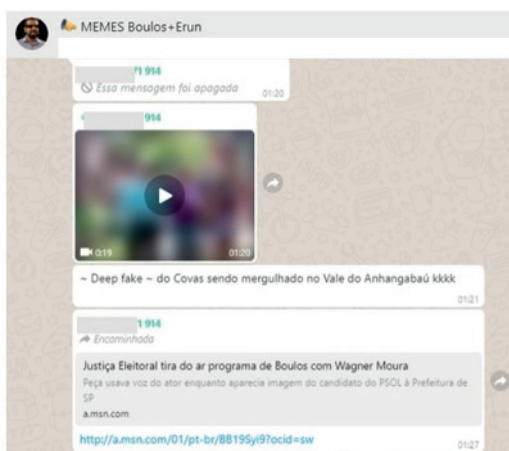 MEMES Boulos+Erun
71 914
Essa mensagem foi apagada
01:20
914
0:19
01:20
~ Deep fake ~ do Covas sendo mergulhado no Vale do Anhangabaú kkkk
01:21
71 914
Encaminhada
Justiça Eleitoral tira do ar programa de Boulos com Wagner Moura
Peça usava voz do ator enquanto aparecia imagem do candidato do PSOL à Prefeitura de
SP
a.msn.com
http://a.msn.com/01/pt-br/BB19Syi9?ocid=sw
01:27